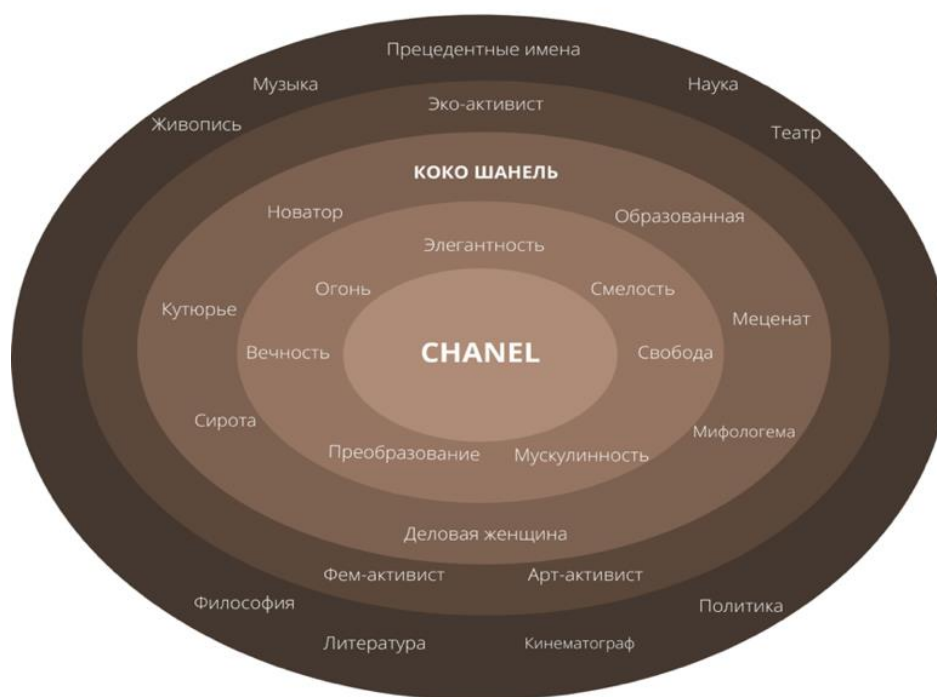 Прецедентные имена
Музыка
Наука
Эко-активист
Живопись
Театр
КОКО ШАНЕЛЬ
Новатор
Образованная
Элегантность
Огонь
Смелость
Кутюрье
Меценат
CHANEL
Вечность
Свобода
Сирота
Мифологема
Преобразование
Мускулинность
Деловая женщина
Фем-активист
Арт-активист
Философия
Политика
Литература
Кинематограф